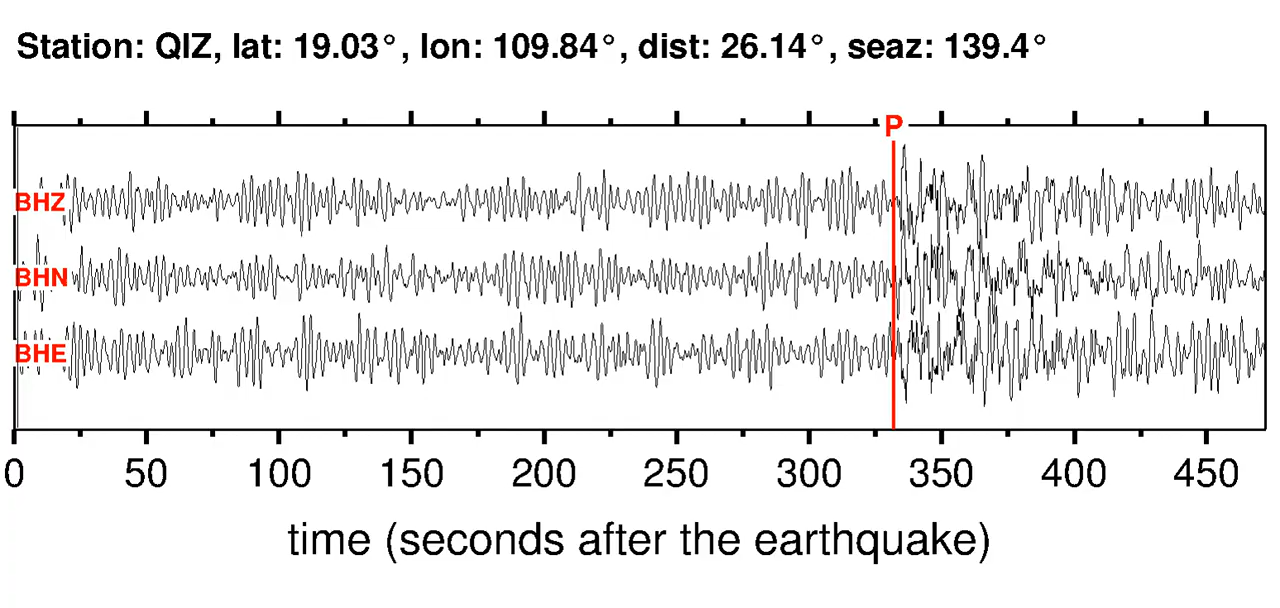 Station: QIZ, lat: 19.03°, lon: 109.84°, dist: 26.14°, seaz: 139.4°
P
BHZ
BHN
BHE
0 50 100 150 200 250 300 350 400 450
time (seconds after the earthquake)